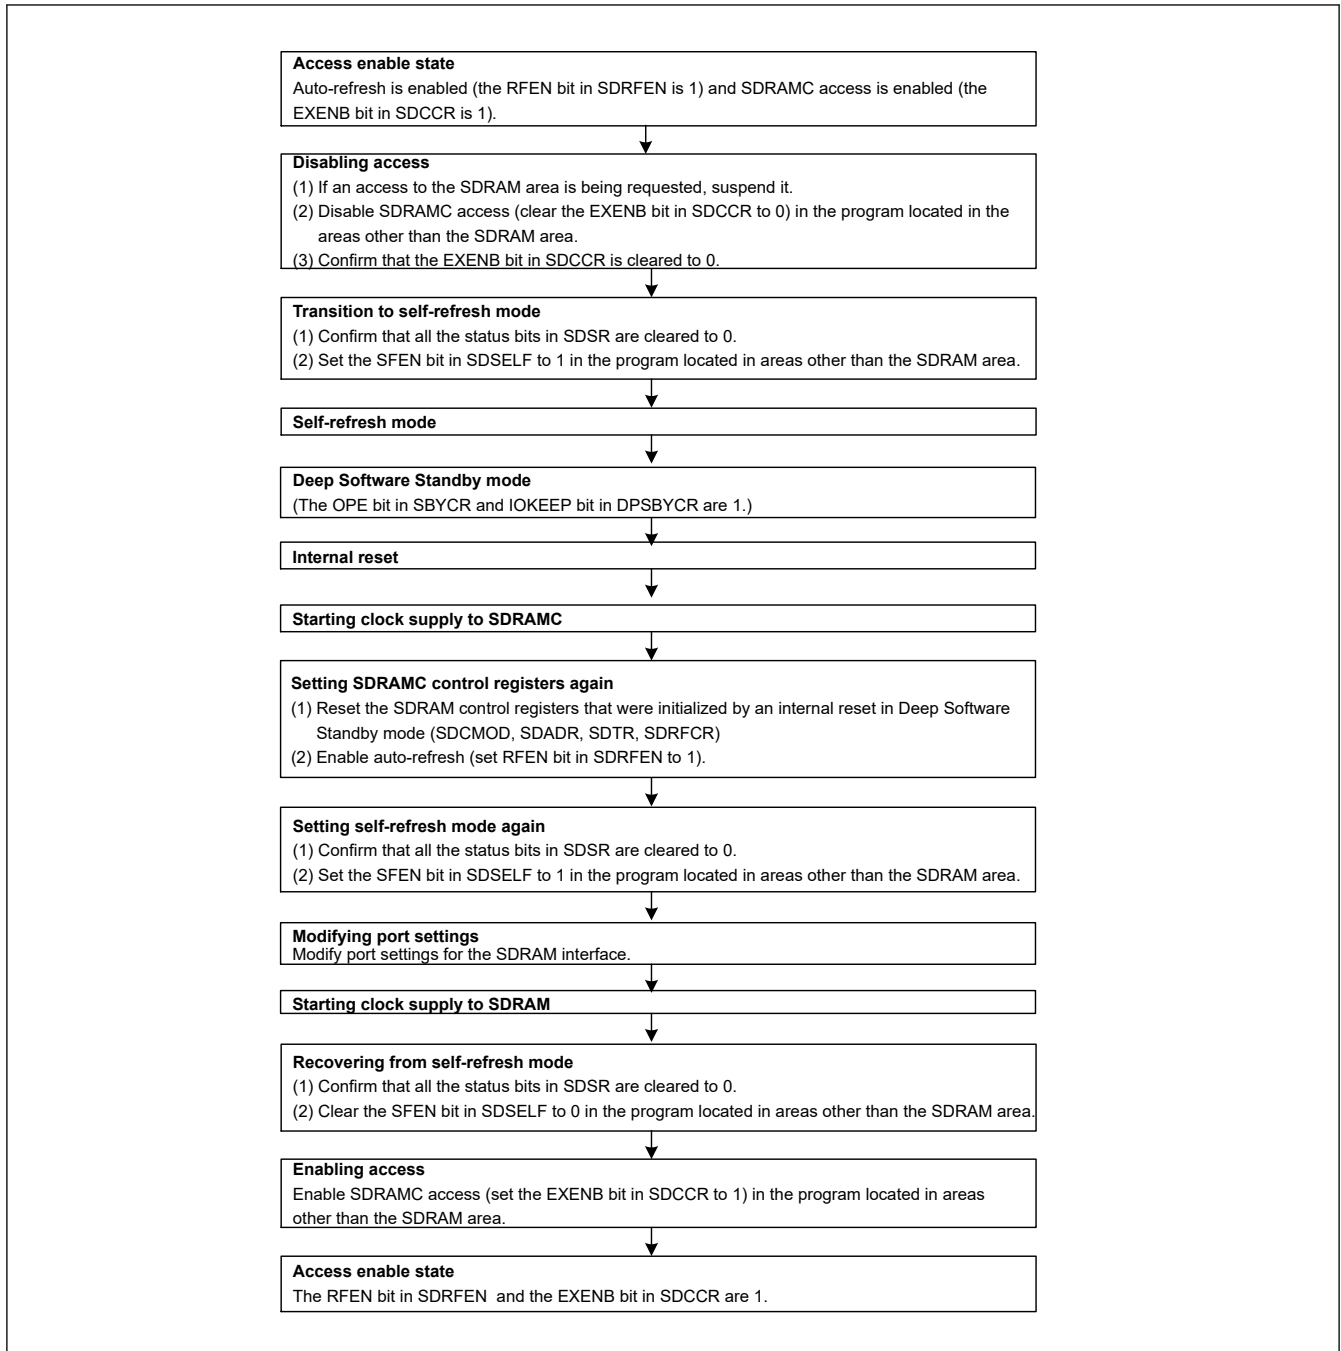 Access enable state
Auto-refresh is enabled (the RFEN bit in SDRFEN is 1) and SDRAMC access is enabled (the
EXENB bit in SDCCR is 1).
Disabling access
(1) If an access to the SDRAM area is being requested, suspend it.
(2) Disable SDRAMC access (clear the EXENB bit in SDCCR to 0) in the program located in the
areas other than the SDRAM area.
(3) Confirm that the EXENB bit in SDCCR is cleared to 0.
Transition to self-refresh mode
(1) Confirm that all the status bits in SDSR are cleared to 0.
(2) Set the SFEN bit in SDSELF to 1 in the program located in areas other than the SDRAM area.
Self-refresh mode
Deep Software Standby mode
(The OPE bit in SBYCR and IOKEEP bit in DPSBYCR are 1.)
Internal reset
Starting clock supply to SDRAMC
Setting SDRAMC control registers again
(1) Reset the SDRAM control registers that were initialized by an internal reset in Deep Software
Standby mode (SDCMOD, SDADR, SDTR, SDRFCR)
(2) Enable auto-refresh (set RFEN bit in SDRFEN to 1).
Setting self-refresh mode again
(1) Confirm that all the status bits in SDSR are cleared to 0.
(2) Set the SFEN bit in SDSELF to 1 in the program located in areas other than the SDRAM area.
Modifying port settings
Modify port settings for the SDRAM interface.
Starting clock supply to SDRAM
Recovering from self-refresh mode
(1) Confirm that all the status bits in SDSR are cleared to 0.
(2) Clear the SFEN bit in SDSELF to 0 in the program located in areas other than the SDRAM area.
Enabling access
Enable SDRAMC access (set the EXENB bit in SDCCR to 1) in the program located in areas
other than the SDRAM area.
Access enable state
The RFEN bit in SDRFEN and the EXENB bit in SDCCR are 1.